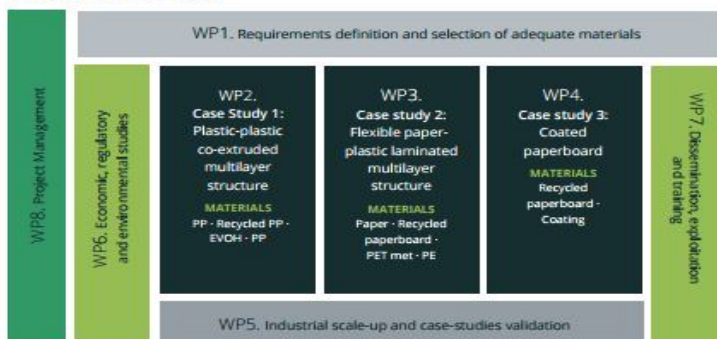 WP1. Requirements definition and selection of adequate materials
WP8. Project Management
WP6. Economic, regulatory
and environmental studies
WP2.
Case Study 1:
Plastic-plastic
co-extruded
multilayer
structure
MATERIALS
PP · Recycled PP ·
EVOH · PP
WP3.
Case study 2:
Flexible paper-
plastic laminated
multilayer
structure
MATERIALS
Paper · Recycled
paperboard ·
PET met · PE
WP4.
Case study 3:
Coated
paperboard
MATERIALS
Recycled
paperboard ·
Coating
WP7. Dissemination, exploitation
and training
WP5. Industrial scale-up and case-studies validation